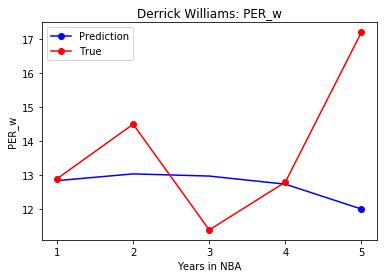 Derrick Williams: PER_w
Prediction
True
PER_w
17
16
15
14
13
12
1 2 3 4 5
Years in NBA